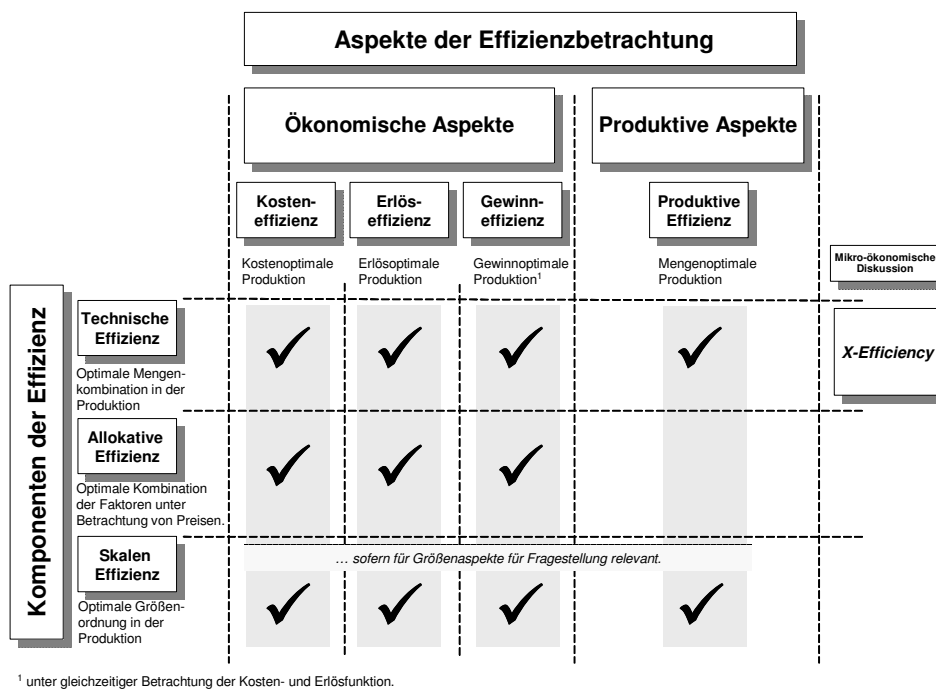 Aspekte der Effizienzbetrachtung
Ökonomische Aspekte
Produktive Aspekte
Kosten-
effizienz
Erlös-
effizienz
Gewinn-
effizienz
Produktive
Effizienz
Kostenoptimale
Produktion
Erlösoptimale
Produktion
Gewinnoptimale
Produktion¹
Mengenoptimale
Produktion
Mikro-ökonomische
Diskussion
Komponenten der Effizienz
Technische
Effizienz
Optimale Mengen-
kombination in der
Produktion
X-Efficiency
Allokative
Effizienz
Optimale Kombination
der Faktoren unter
Betrachtung von Preisen.
Skalen
Effizienz
Optimale Größen-
ordnung in der
Produktion
... sofern für Größenaspekte für Fragestellung relevant.
¹ unter gleichzeitiger Betrachtung der Kosten- und Erlösfunktion.